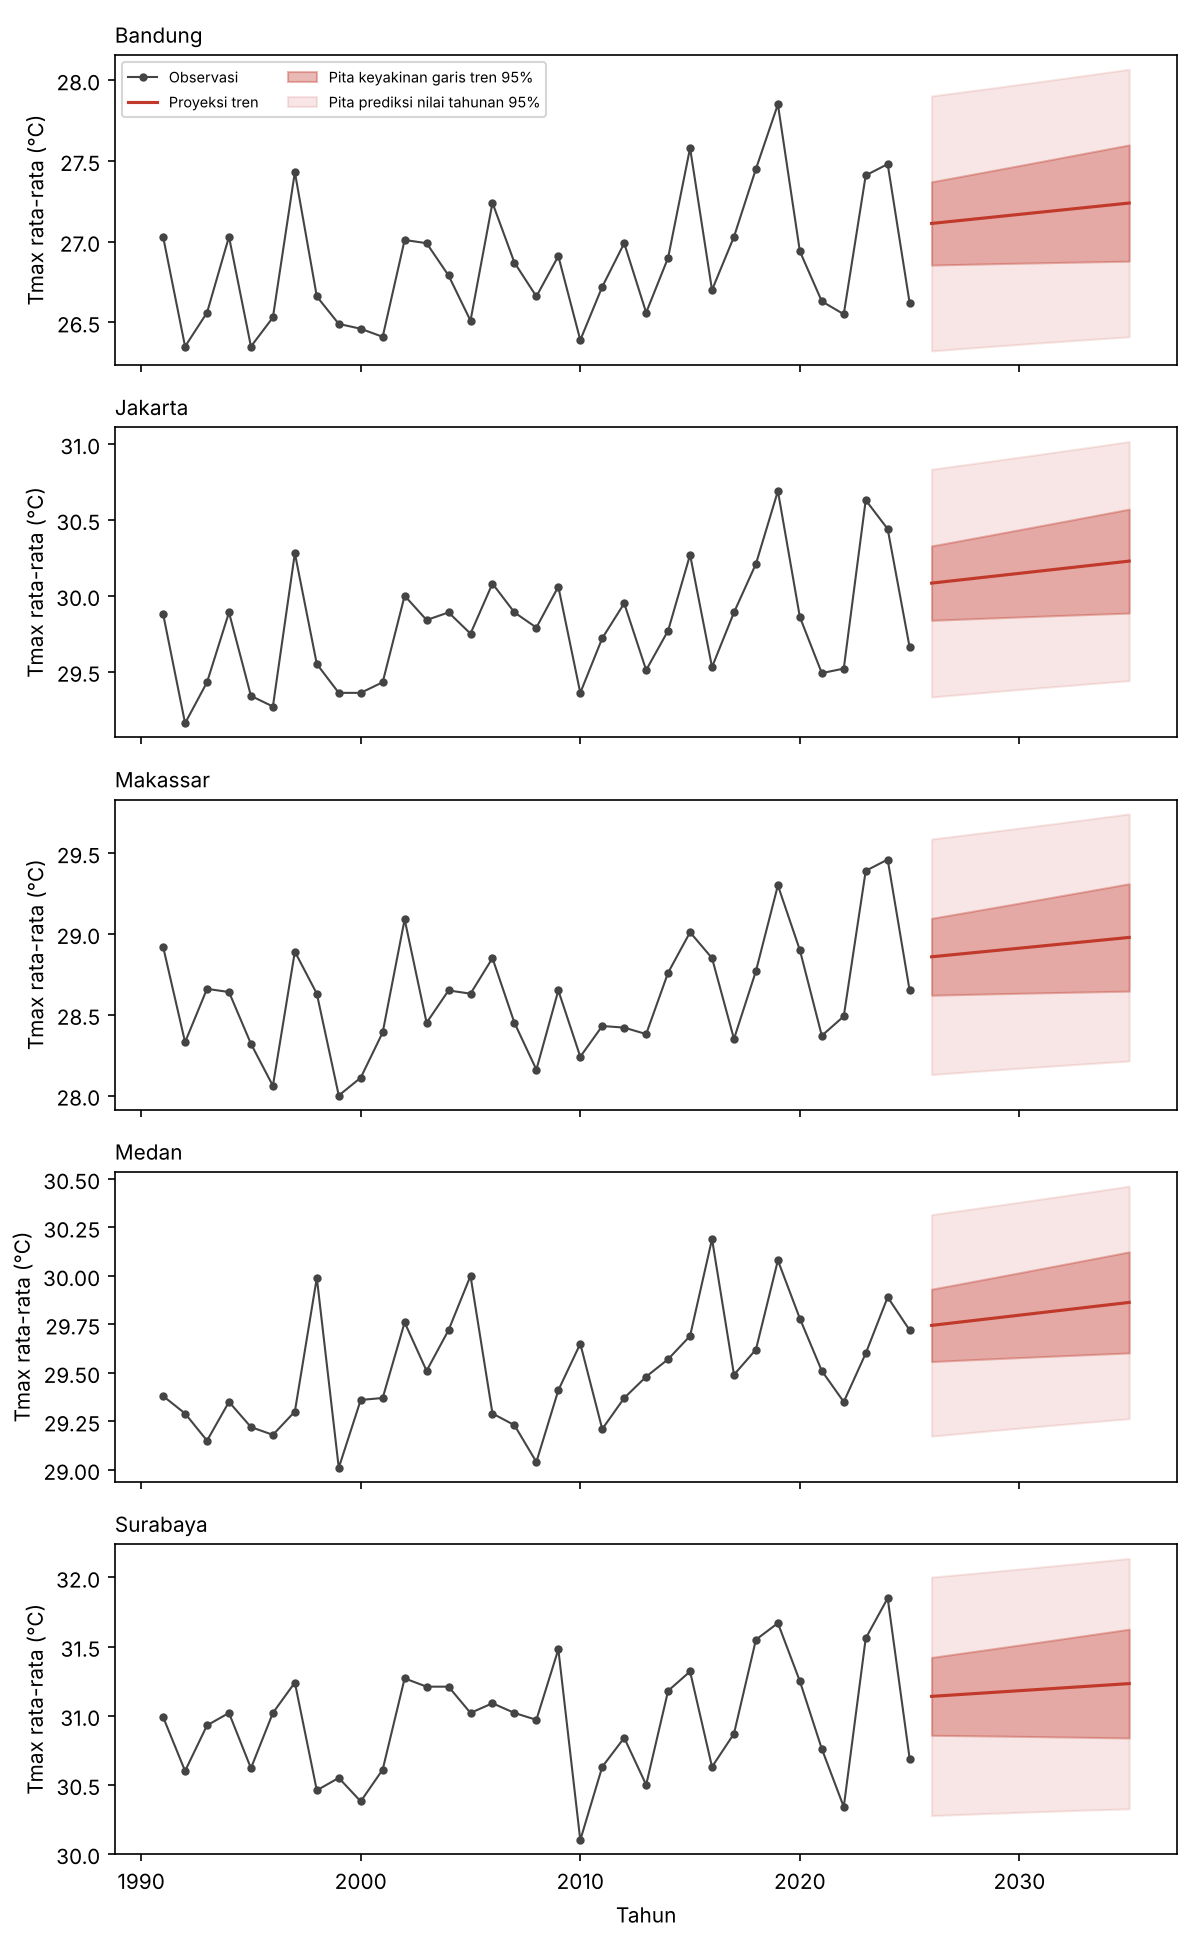 Bandung
Observasi
Proyeksi tren
Pita keyakinan garis tren 95%
Pita prediksi nilai tahunan 95%
Tmax rata-rata (°C)
28.0
27.5
27.0
26.5
Jakarta
Tmax rata-rata (°C)
31.0
30.5
30.0
29.5
Makassar
Tmax rata-rata (°C)
29.5
29.0
28.5
28.0
Medan
Tmax rata-rata (°C)
30.50
30.25
30.00
29.75
29.50
29.25
29.00
Surabaya
Tmax rata-rata (°C)
32.0
31.5
31.0
30.5
30.0
1990 2000 2010 2020 2030
Tahun